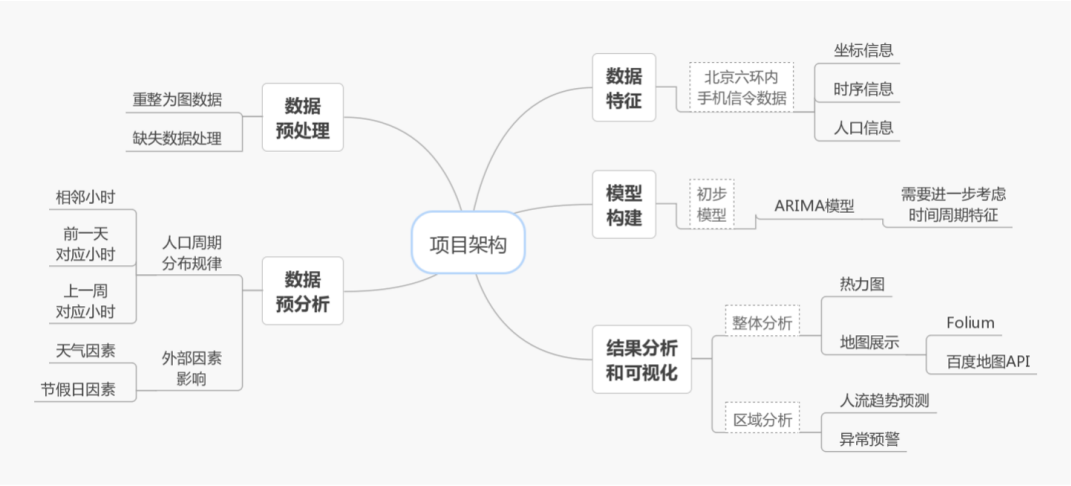 项目架构
数据
预处理
重整为图数据
缺失数据处理
数据
预分析
人口周期
分布规律
相邻小时
前一天
对应小时
上一周
对应小时
外部因素
影响
天气因素
节假日因素
数据
特征
北京六环内
手机信令数据
坐标信息
时序信息
人口信息
模型
构建
初步
模型
ARIMA模型
需要进一步考虑
时间周期特征
结果分析
和可视化
整体分析
热力图
地图展示
Folium
百度地图API
区域分析
人流趋势预测
异常预警